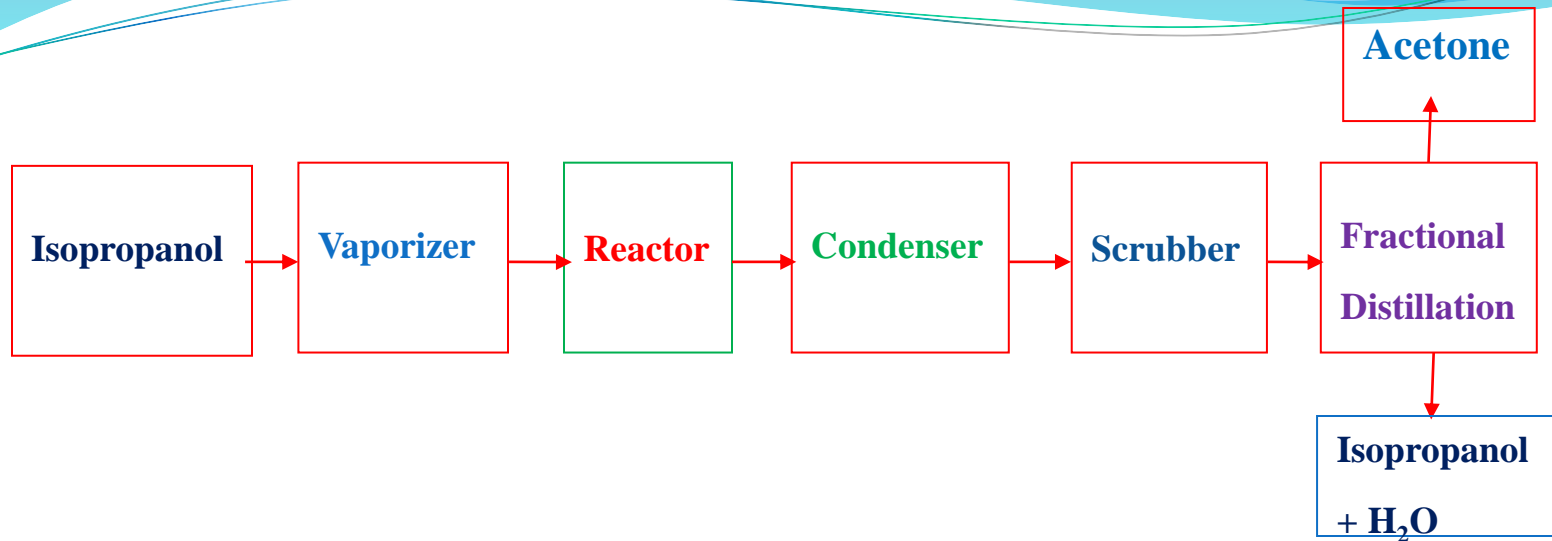 Acetone
Isopropanol
Vaporizer
Reactor
Condenser
Scrubber
Fractional
Distillation
Isopropanol
+ H₂O